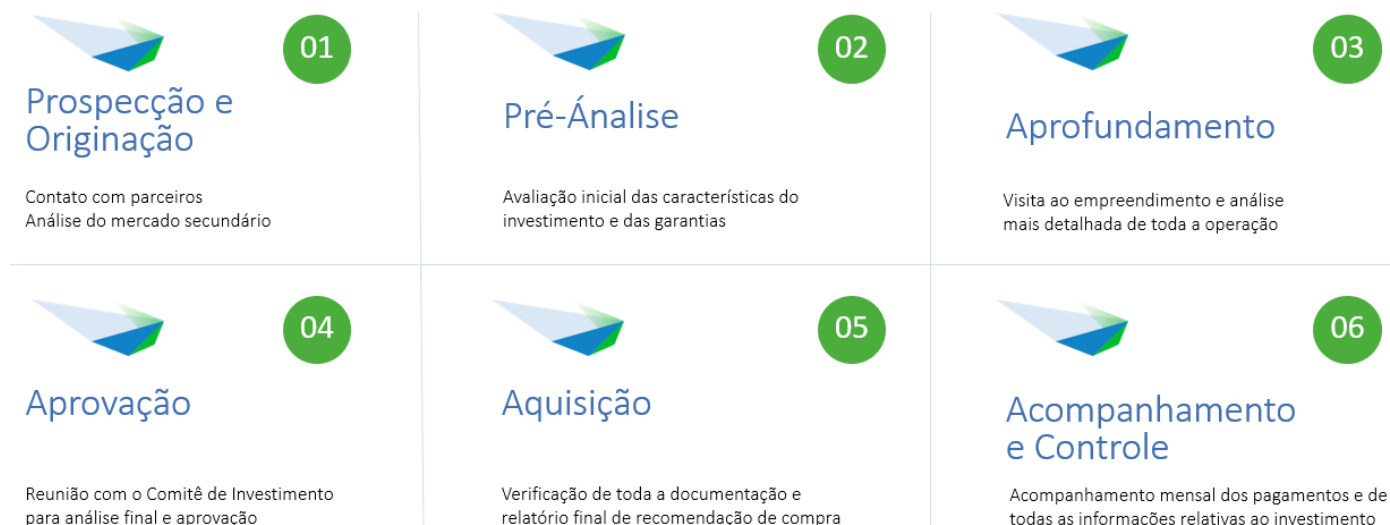 01
Prospecção e
Originação
Contato com parceiros
Análise do mercado secundário
02
Pré-Ánalise
Avaliação inicial das características do
investimento e das garantias
03
Aprofundamento
Visita ao empreendimento e análise
mais detalhada de toda a operação
04
Aprovação
Reunião com o Comitê de Investimento
para análise final e aprovação
05
Aquisição
Verificação de toda a documentação e
relatório final de recomendação de compra
06
Acompanhamento
e Controle
Acompanhamento mensal dos pagamentos e de
todas as informações relativas ao investimento